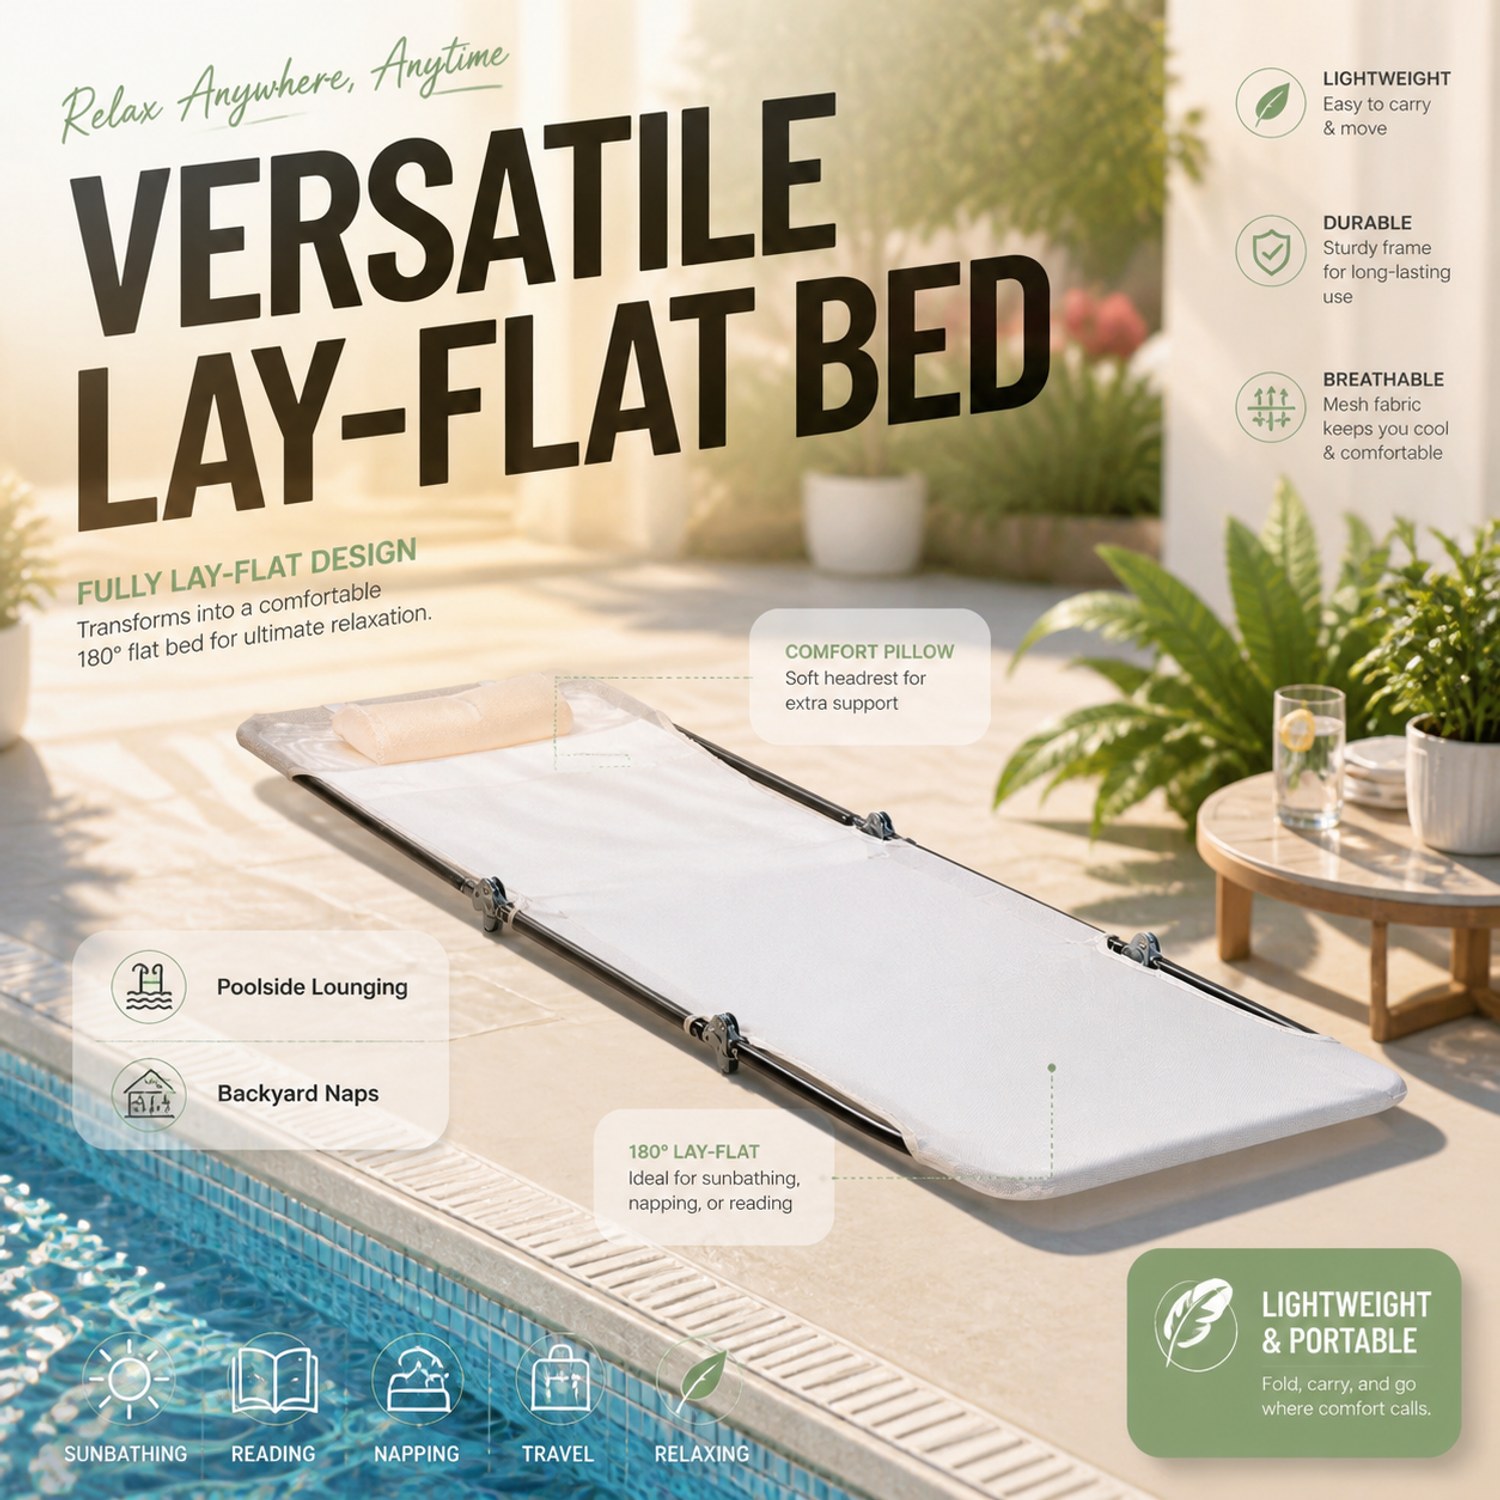 Relax Anywhere, Anytime
VERSATILE
LAY-FLAT BED
FULLY LAY-FLAT DESIGN
Transforms into a comfortable
180° flat bed for ultimate relaxation.
LIGHTWEIGHT
Easy to carry
& move
DURABLE
Sturdy frame
for long-lasting
use
BREATHABLE
Mesh fabric
keeps you cool
& comfortable
COMFORT PILLOW
Soft headrest for
extra support
Poolside Lounging
Backyard Naps
180° LAY-FLAT
Ideal for sunbathing,
napping, or reading
LIGHTWEIGHT
& PORTABLE
Fold, carry, and go
where comfort calls.
SUNBATHING
READING
NAPPING
TRAVEL
RELAXING